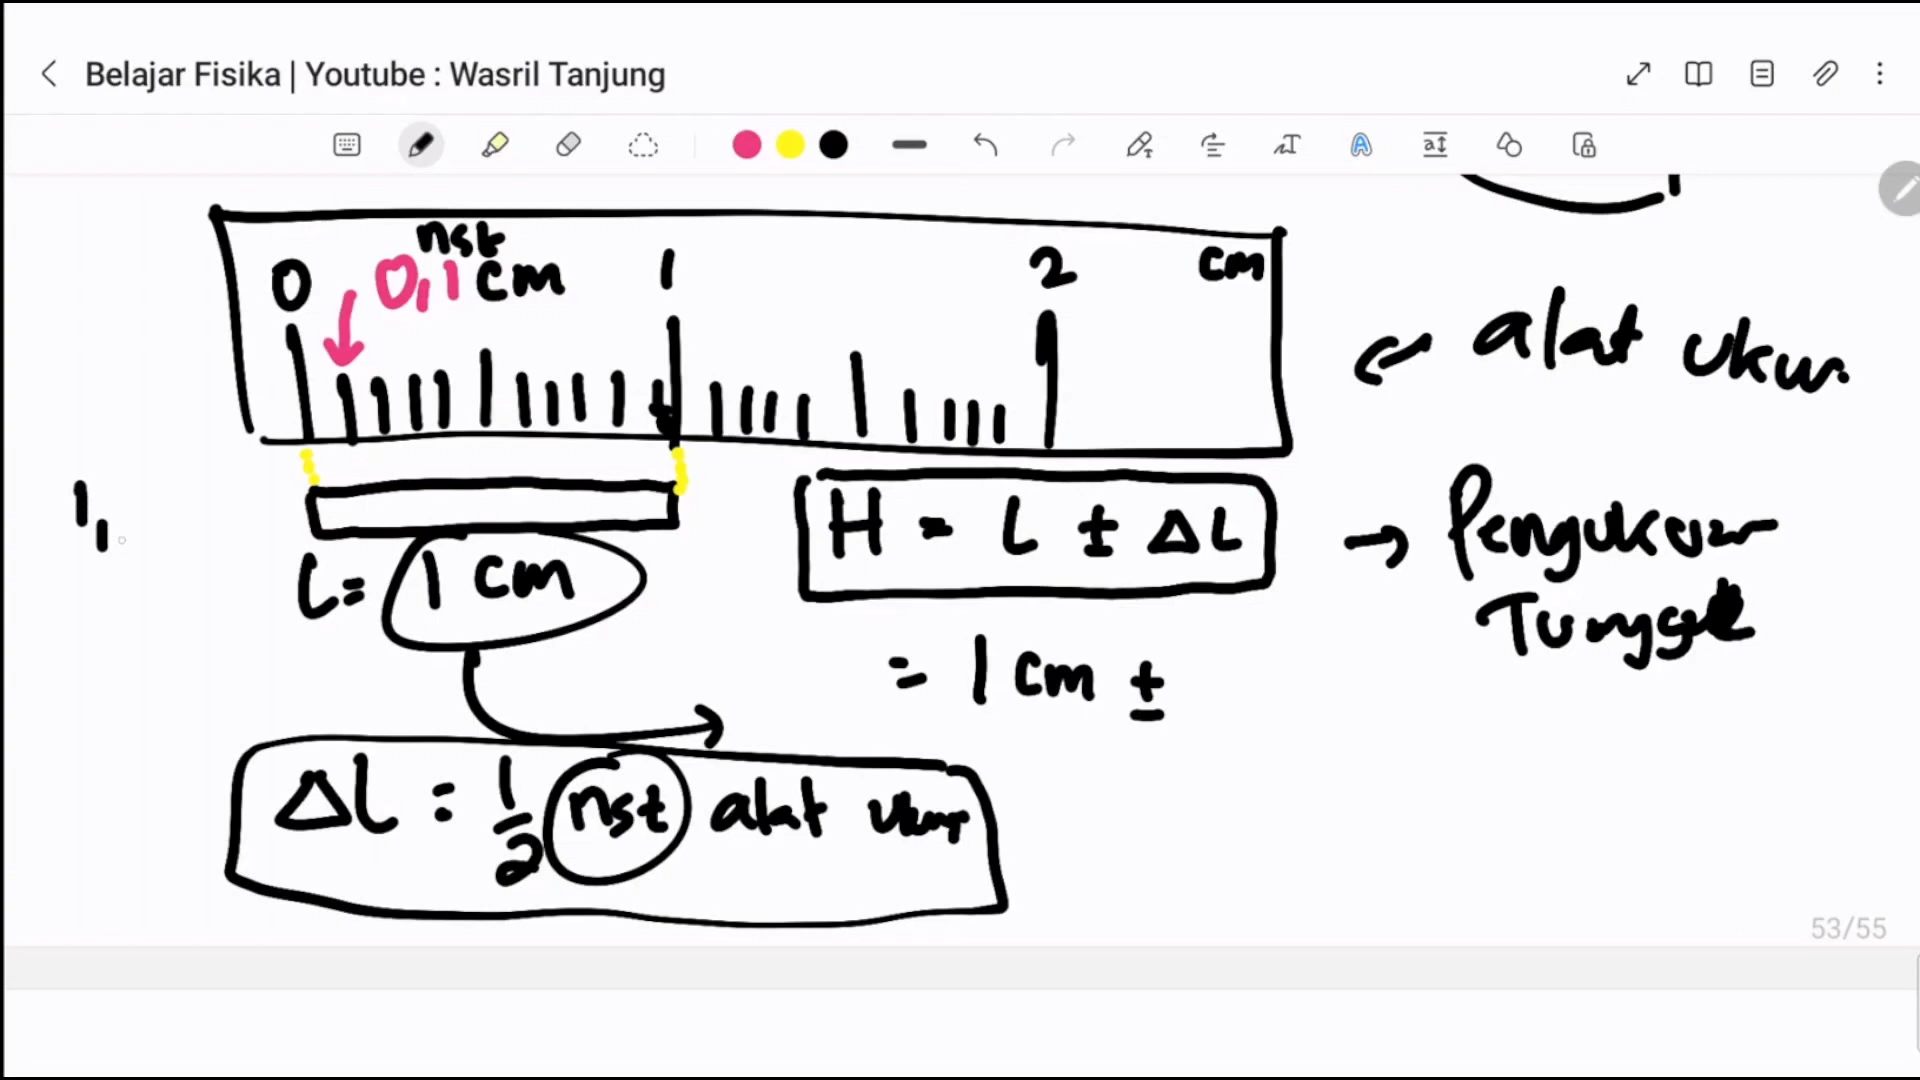 Belajar Fisika | Youtube : Wasril Tanjung
nst
0 0,1 cm 1 2 cm
alat ukur
H = L ± ΔL
Pengukuran
Tunggal
1,
L = 1 cm
= 1 cm ±
ΔL = 1/2 nst alat ukur
53/55